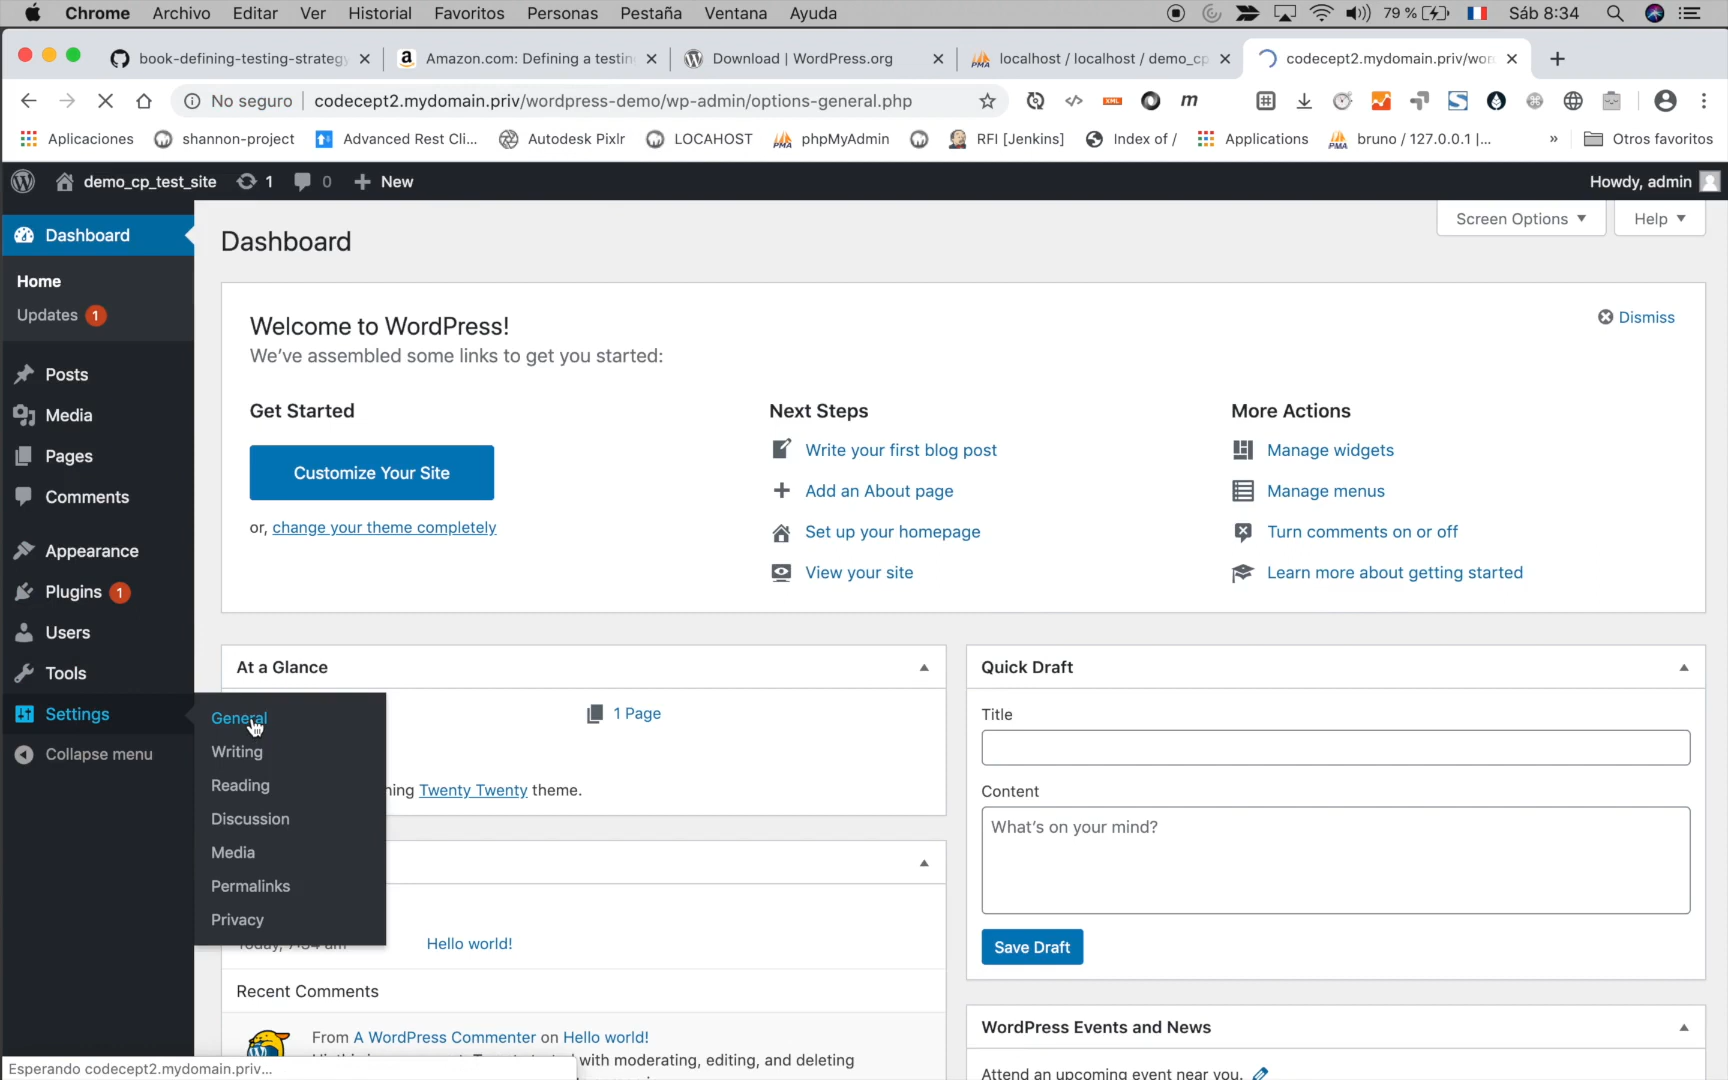 Chrome Archivo Editar Ver Historial Favoritos Personas Pestaña Ventana Ayuda 79 % Sáb 8:34
book-defining-testing-strategy Amazon.com: Defining a testin Download | WordPress.org localhost / localhost / demo_cp codecept2.mydomain.priv/wor
No seguro codecept2.mydomain.priv/wordpress-demo/wp-admin/options-general.php XML m
Aplicaciones shannon-project Advanced Rest Cli... Autodesk Pixlr LOCAHOST phpMyAdmin RFI [Jenkins] Index of / Applications bruno / 127.0.0.1 |... » Otros favoritos
demo_cp_test_site 1 0 New Howdy, admin
Dashboard
Home
Updates 1
Posts
Media
Pages
Comments
Appearance
Plugins 1
Users
Tools
Settings
Collapse menu
General
Writing
Reading
Discussion
Media
Permalinks
Privacy
Screen Options Help
Dashboard
Welcome to WordPress!
Dismiss
We've assembled some links to get you started:
Get Started
Customize Your Site
or, change your theme completely
Next Steps
Write your first blog post
Add an About page
Set up your homepage
View your site
More Actions
Manage widgets
Manage menus
Turn comments on or off
Learn more about getting started
At a Glance
1 Page
ning Twenty Twenty theme.
Hello world!
Recent Comments
From A WordPress Commenter on Hello world!
with moderating, editing, and deleting
Quick Draft
Title
Content
What's on your mind?
Save Draft
WordPress Events and News
Attend an upcoming event near you.
Esperando codecept2.mydomain.priv...